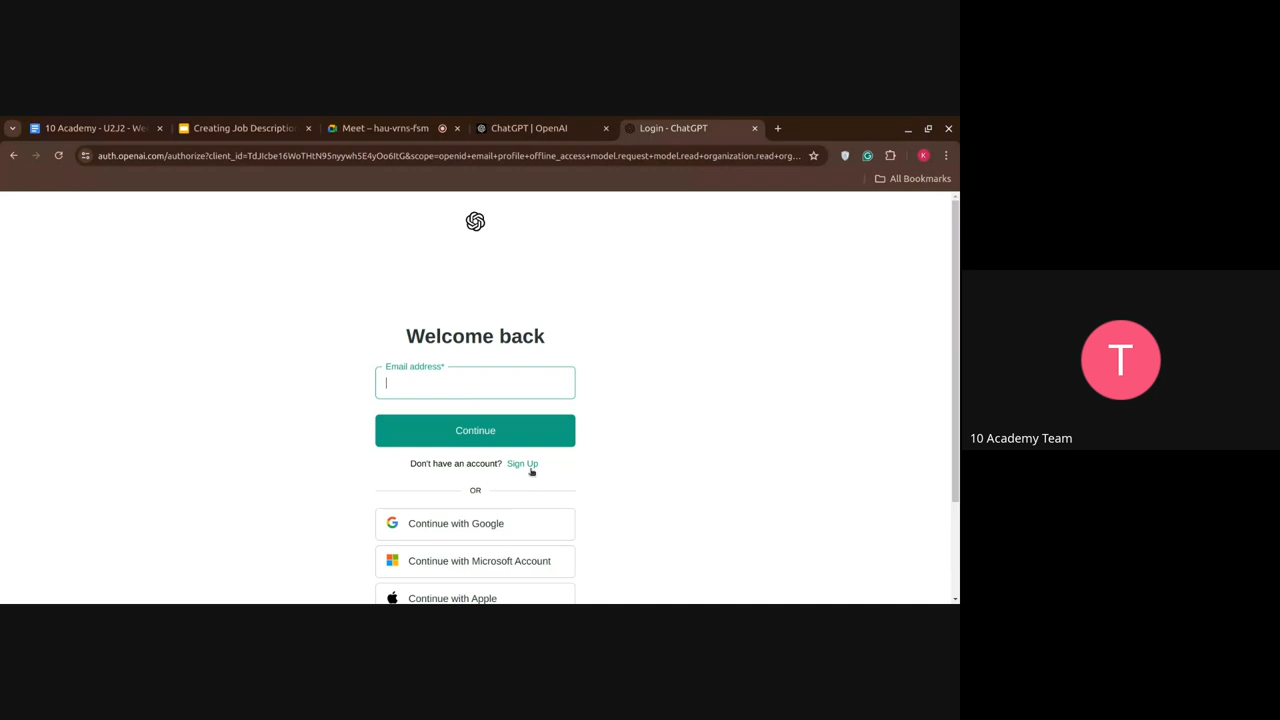 10 Academy - U2J2 - We
Creating Job Descriptio
Meet – hau-vrns-fsm
ChatGPT | OpenAI
Login - ChatGPT
auth.openai.com/authorize?client_id=TdJIcbe16WoTHtN95nyywh5E4yOo6ItG&scope=openid+email+profile+offline_access+model.request+model.read+organization.read+org...
K
All Bookmarks
Welcome back
Email address*
Continue
Don't have an account? Sign Up
OR
Continue with Google
Continue with Microsoft Account
Continue with Apple
T
10 Academy Team